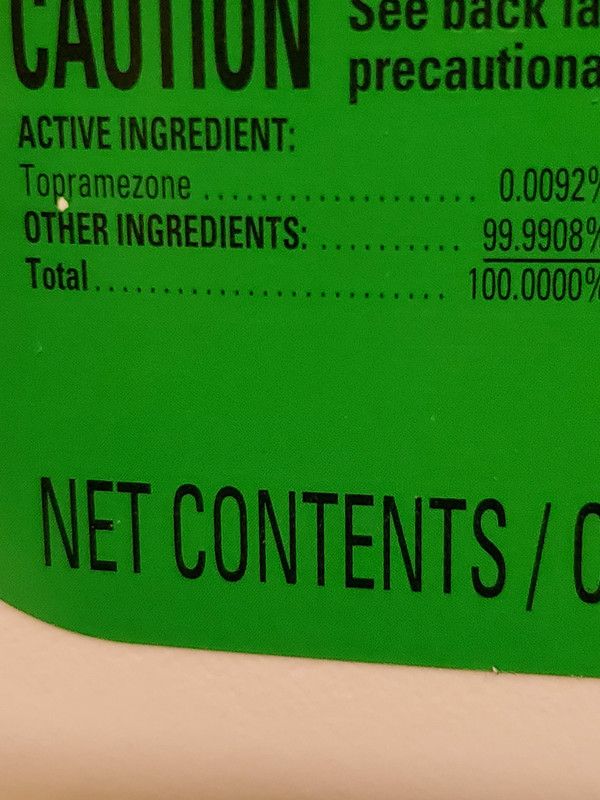 CAUTION See back
precautiona
ACTIVE INGREDIENT:
Topramezone .......................... 0.0092%
OTHER INGREDIENTS: ............. 99.9908%
Total................................. 100.0000%
NET CONTENTS /